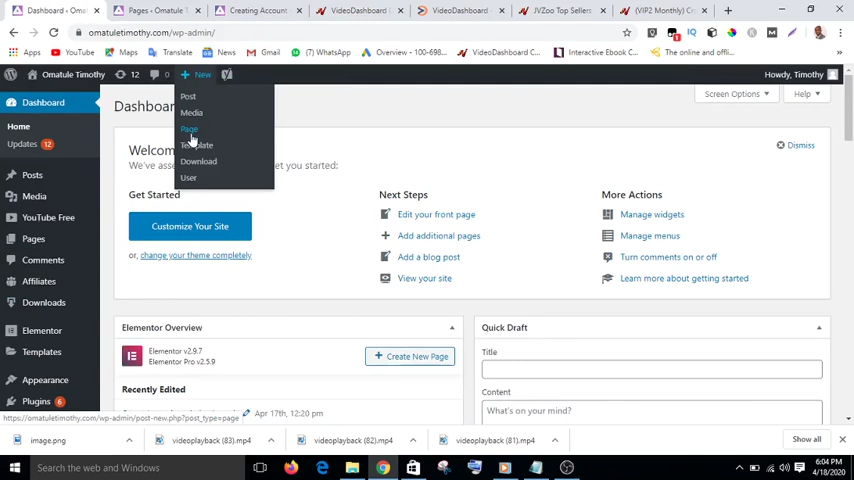 Dashboard ‹ Omatule Timothy
Pages ‹ Omatule Tim
Creating Account
VideoDashboard C
VideoDashboard
JVZoo Top Sellers
(VIP2 Monthly) Cr
omatuletimothy.com/wp-admin/
Apps
YouTube
Maps
Translate
News
Gmail
(7) WhatsApp
Overview – 100-698...
VideoDashboard C...
Interactive Ebook C...
The online and offli...
Omatule Timothy
12
0
New
Howdy, Timothy
Post
Media
Page
Template
Download
User
Dashboard
Home
Updates 12
Posts
Media
YouTube Free
Pages
Comments
Affiliates
Downloads
Elementor
Templates
Appearance
Plugins 6
Dashboard
Screen Options
Help
Dismiss
Get Started
Customize Your Site
or, change your theme completely
Next Steps
Edit your front page
Add additional pages
Add a blog post
View your site
More Actions
Manage widgets
Manage menus
Turn comments on or off
Learn more about getting started
Elementor Overview
Elementor v2.9.7
Elementor Pro v2.5.9
Create New Page
Recently Edited
Apr 17th, 12:20 pm
Quick Draft
Title
Content
What's on your mind?
https://omatuletimothy.com/wp-admin/post-new.php?post_type=page
image.png
videoplayback (83).mp4
videoplayback (82).mp4
videoplayback (81).mp4
Show all
Search the web and Windows
6:04 PM
4/18/2020